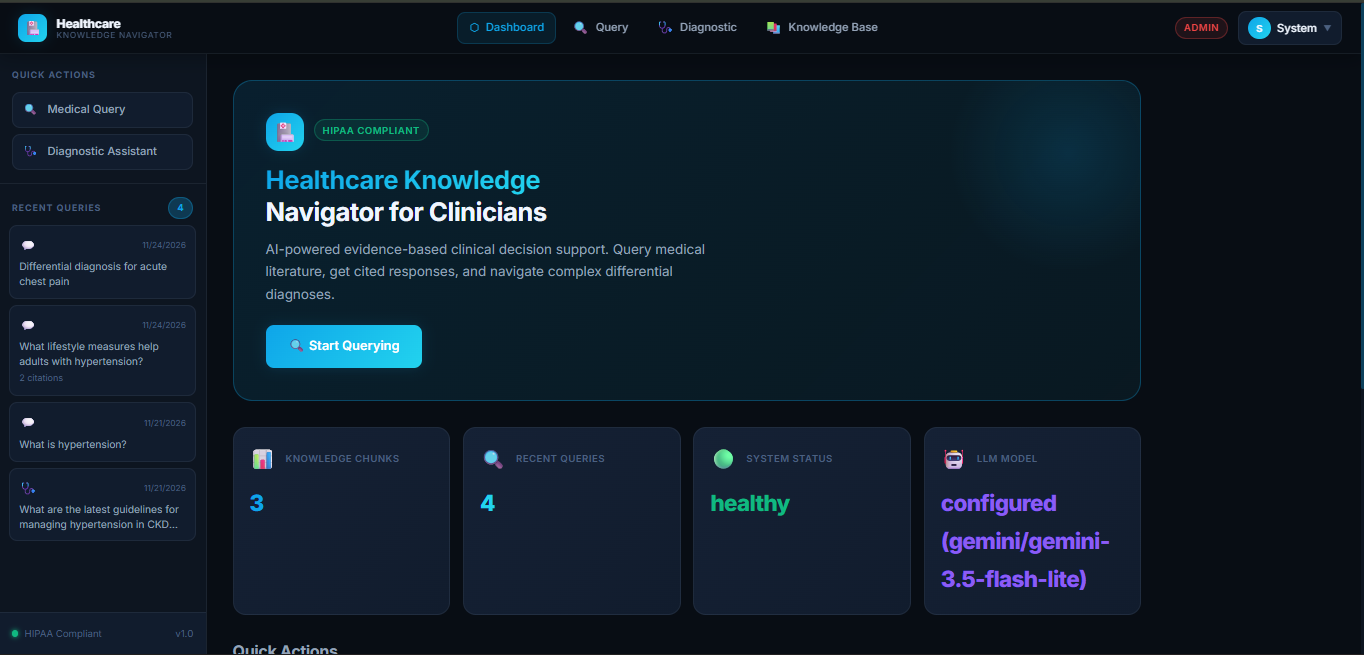 Healthcare
KNOWLEDGE NAVIGATOR
Dashboard
Query
Diagnostic
Knowledge Base
ADMIN
S
System
QUICK ACTIONS
Medical Query
Diagnostic Assistant
RECENT QUERIES
4
11/24/2026
Differential diagnosis for acute
chest pain
11/24/2026
What lifestyle measures help
adults with hypertension?
2 citations
11/21/2026
What is hypertension?
11/21/2026
What are the latest guidelines for
managing hypertension in CKD...
HIPAA Compliant
v1.0
HIPAA COMPLIANT
Healthcare Knowledge
Navigator for Clinicians
AI-powered evidence-based clinical decision support. Query medical
literature, get cited responses, and navigate complex differential
diagnoses.
Start Querying
KNOWLEDGE CHUNKS
3
RECENT QUERIES
4
SYSTEM STATUS
healthy
LLM MODEL
configured
(gemini/gemini-
3.5-flash-lite)
Quick Actions